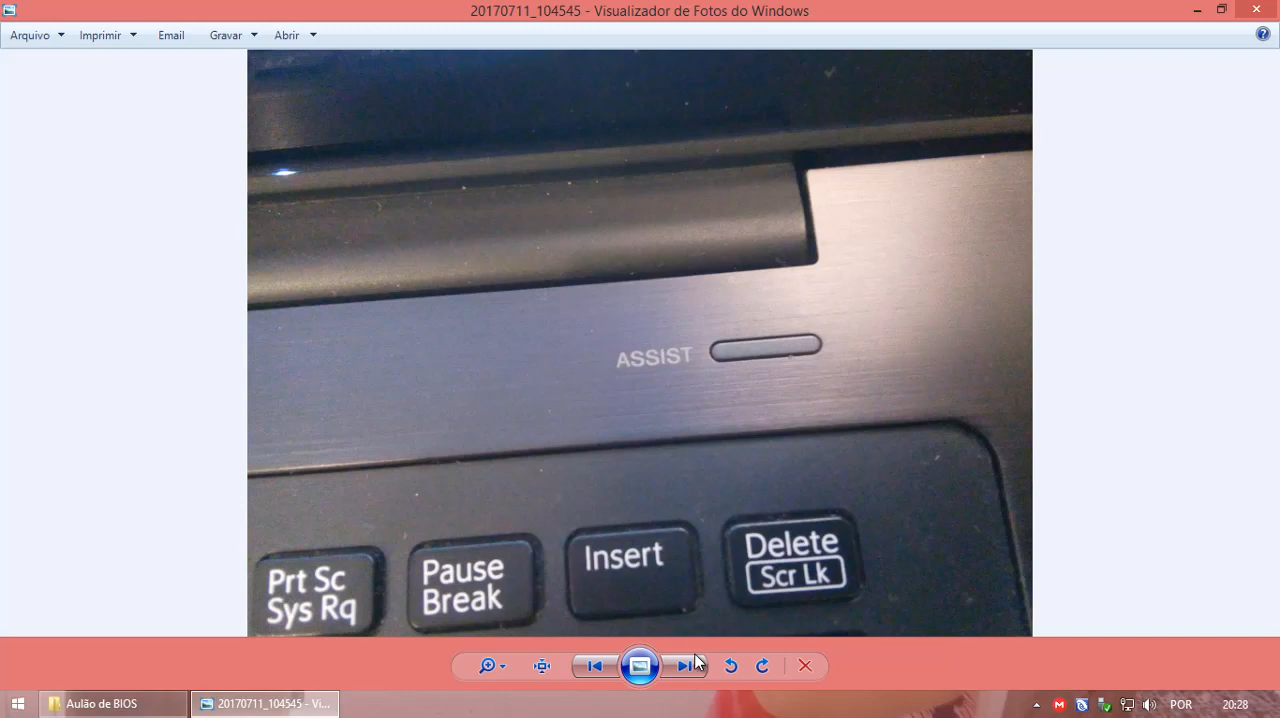 20170711_104545 - Visualizador de Fotos do Windows
Arquivo Imprimir Email Gravar Abrir
ASSIST
Prt Sc
Sys Rq
Pause
Break
Insert
Delete
Scr Lk
Aulão de BIOS
20170711_104545 - Vi...
POR
20:28